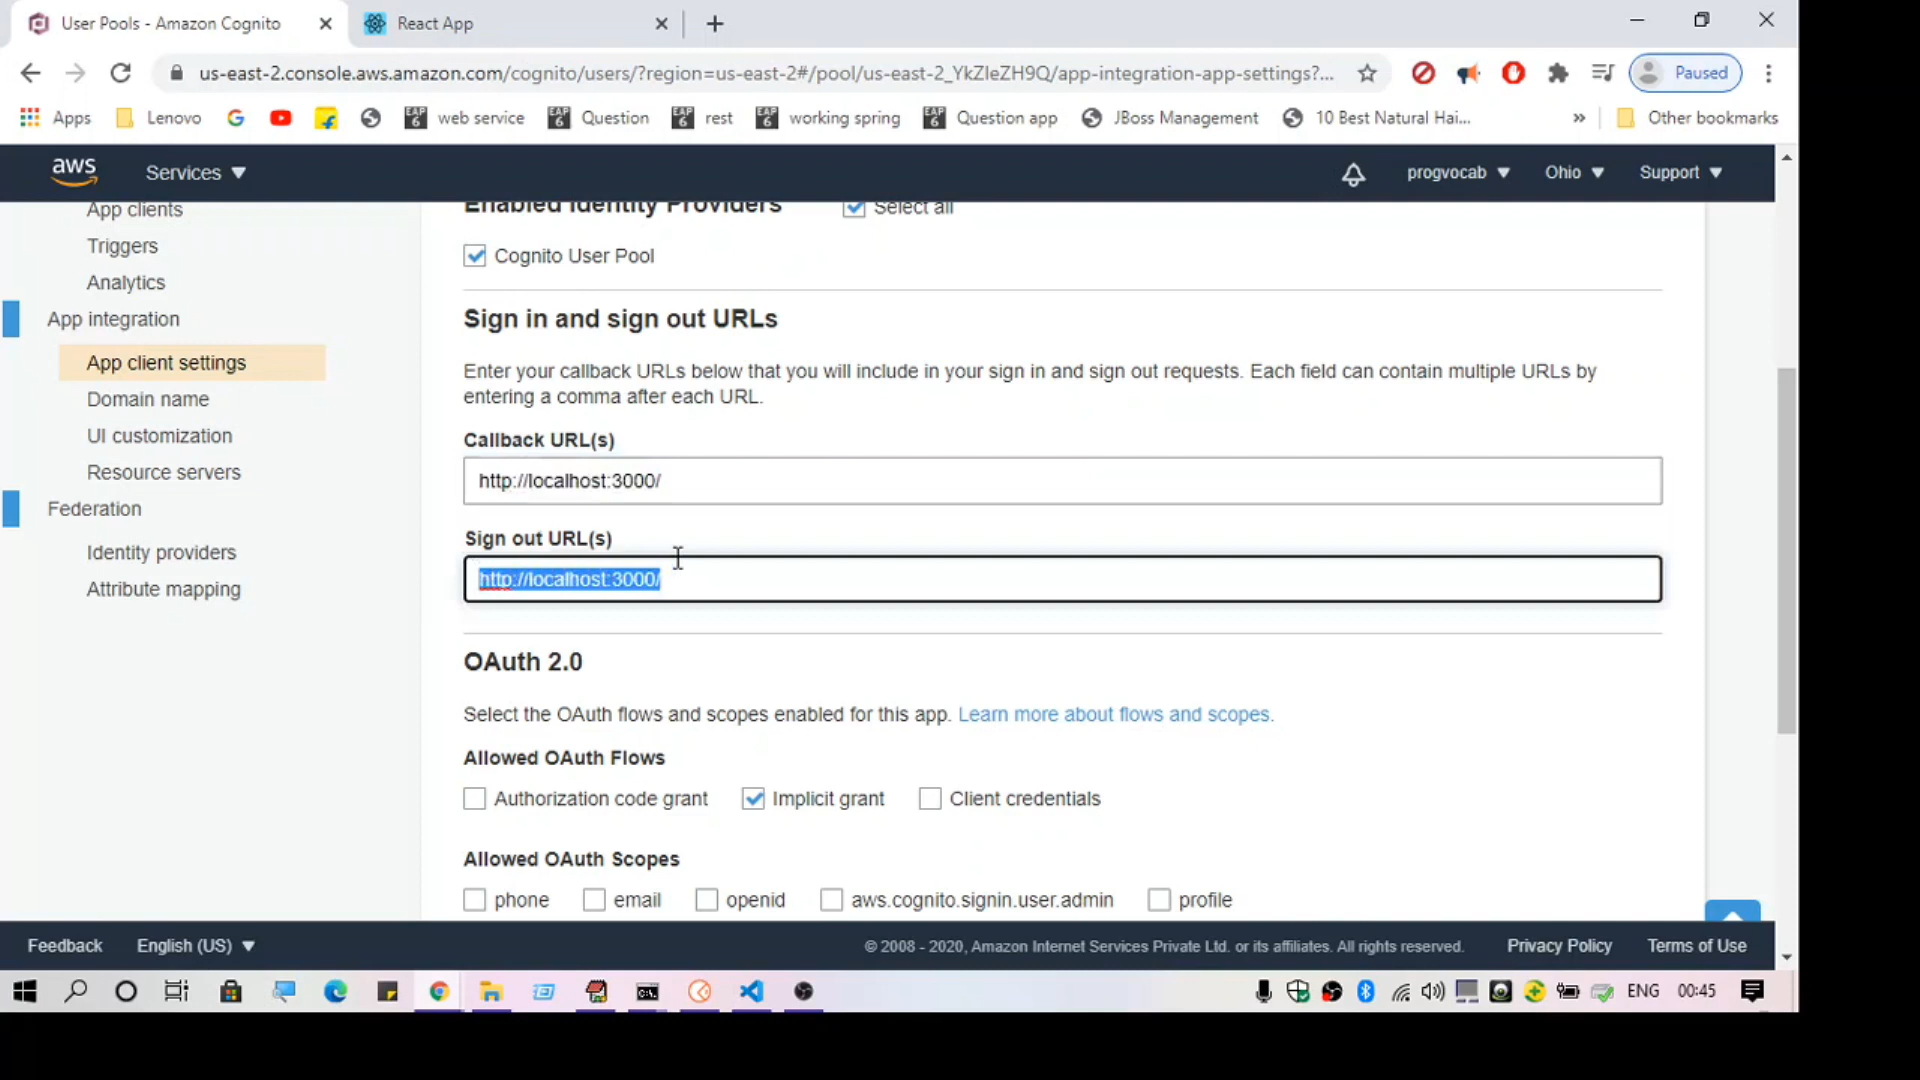 User Pools - Amazon Cognito
React App
us-east-2.console.aws.amazon.com/cognito/users/?region=us-east-2#/pool/us-east-2_YkZIeZH9Q/app-integration-app-settings?...
Paused
Apps
Lenovo
web service
Question
rest
working spring
Question app
JBoss Management
10 Best Natural Hai...
»
Other bookmarks
aws
Services
progvocab
Ohio
Support
App clients
Triggers
Analytics
App integration
App client settings
Domain name
UI customization
Resource servers
Federation
Identity providers
Attribute mapping
Enabled Identity Providers
Select all
Cognito User Pool
Sign in and sign out URLs
Enter your callback URLs below that you will include in your sign in and sign out requests. Each field can contain multiple URLs by
entering a comma after each URL.
Callback URL(s)
http://localhost:3000/
Sign out URL(s)
http://localhost:3000/
OAuth 2.0
Select the OAuth flows and scopes enabled for this app. Learn more about flows and scopes.
Allowed OAuth Flows
Authorization code grant
Implicit grant
Client credentials
Allowed OAuth Scopes
phone
email
openid
aws.cognito.signin.user.admin
profile
Feedback
English (US)
© 2008 - 2020, Amazon Internet Services Private Ltd. or its affiliates. All rights reserved.
Privacy Policy
Terms of Use
ENG
00:45